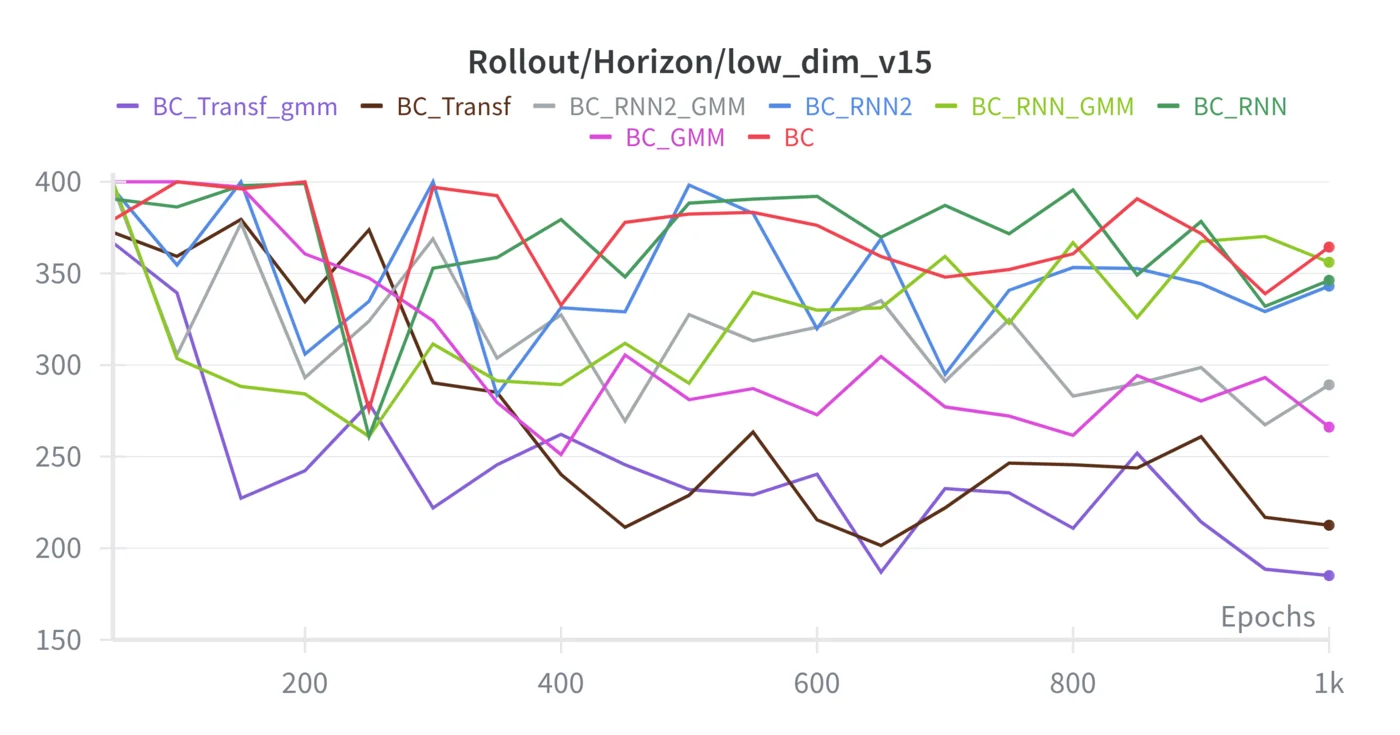 Rollout/Horizon/low_dim_v15
BC_Transf_gmm BC_Transf BC_RNN2_GMM BC_RNN2 BC_RNN_GMM BC_RNN
BC_GMM BC
400
350
300
250
200
150
Epochs
200 400 600 800 1k